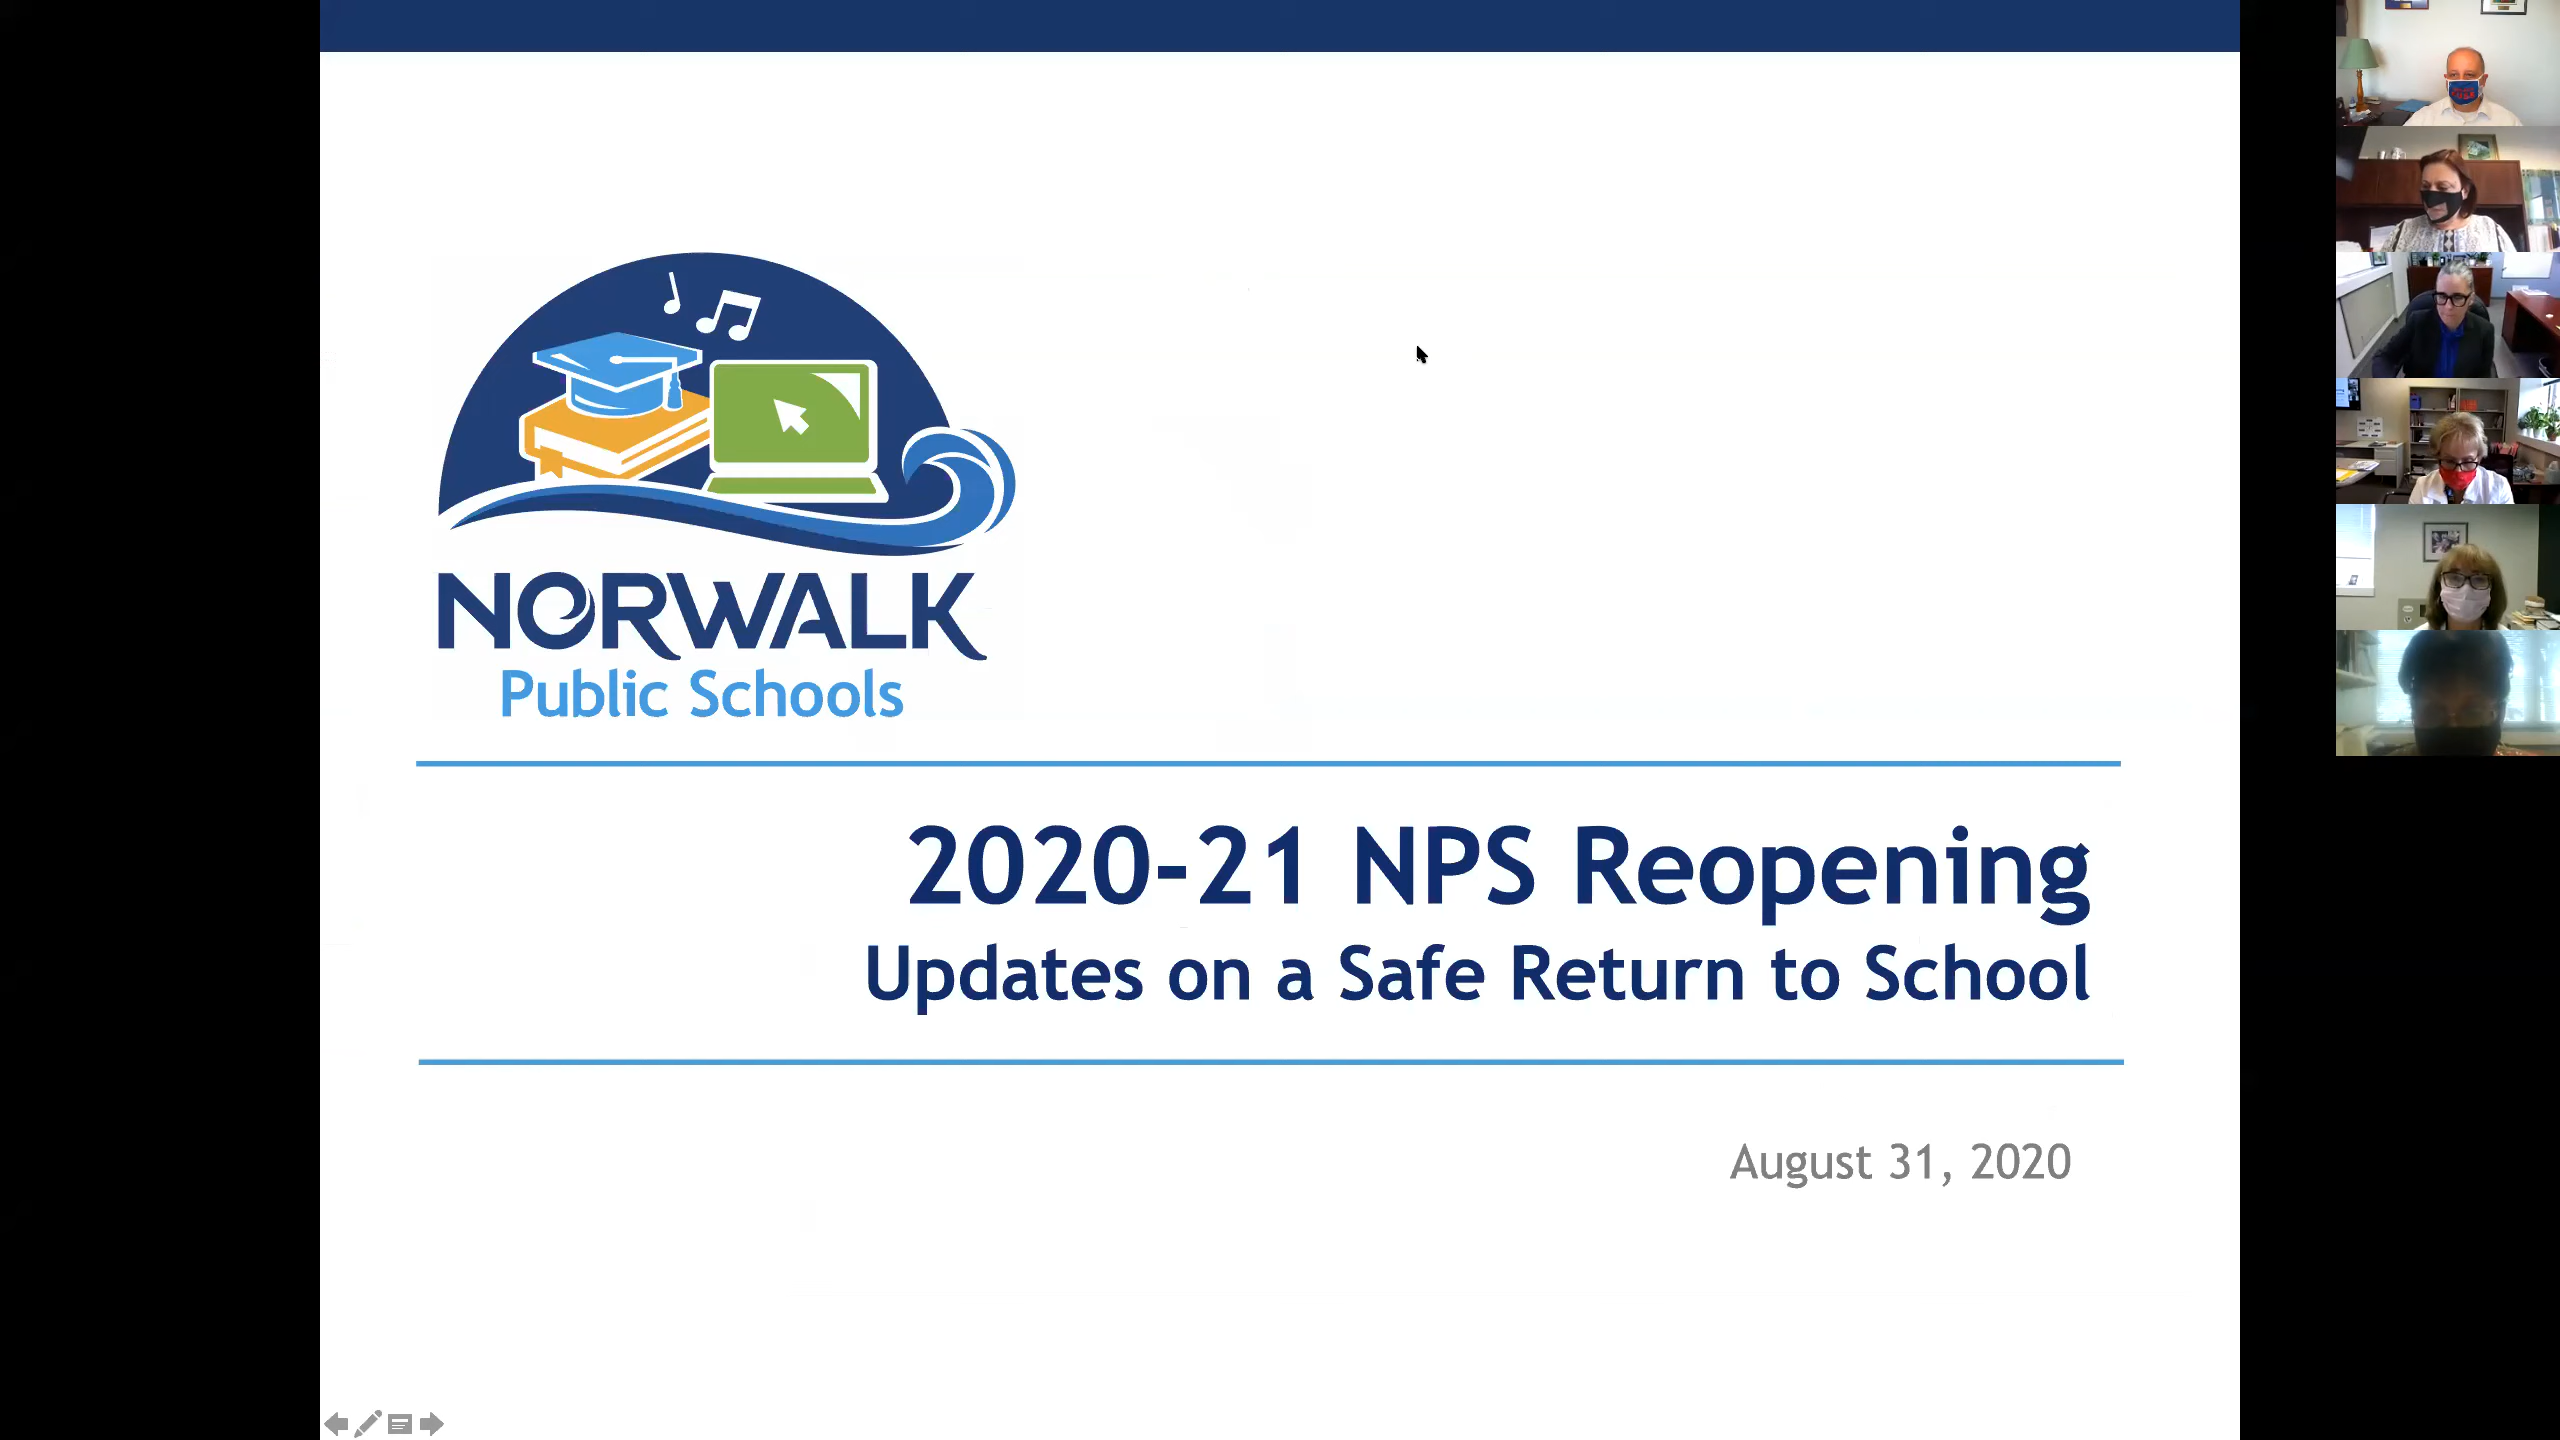 NORWALK
Public Schools
2020-21 NPS Reopening
Updates on a Safe Return to School
August 31, 2020